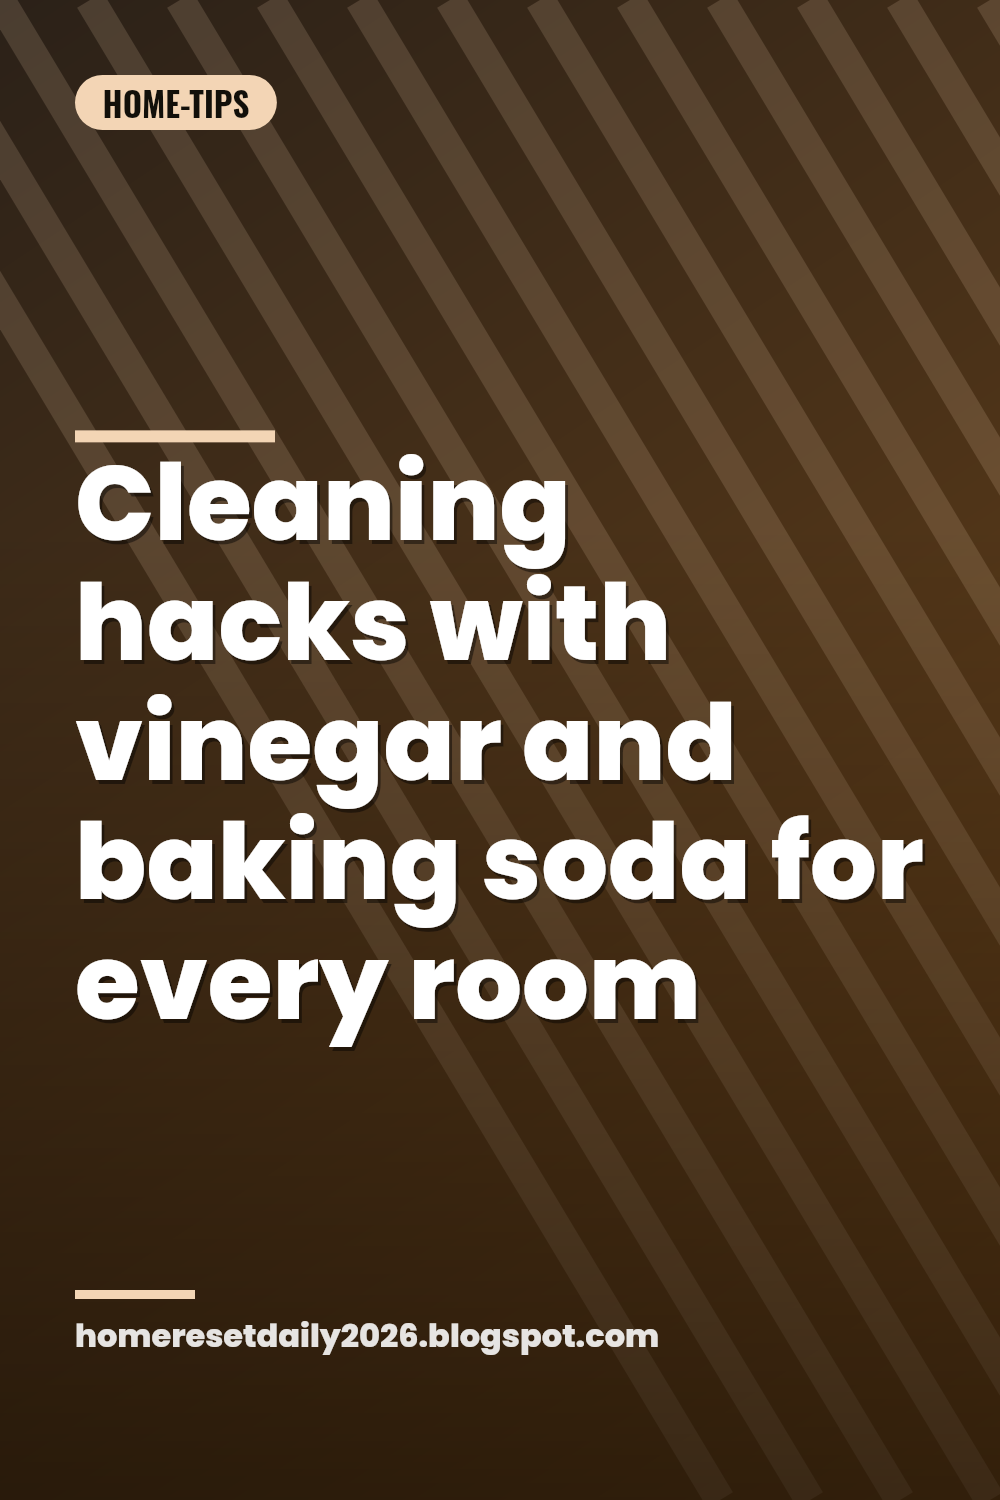 HOME-TIPS
Cleaning
hacks with
vinegar and
baking soda for
every room
homeresetdaily2026.blogspot.com